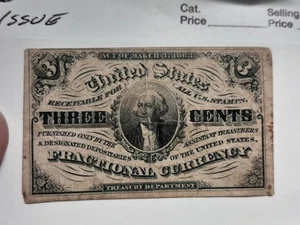 Cat.
Price
Selling
Price
ISSUE
ACT OF MARCH 3, 1863.
3 3
United States
RECEIVABLE FOR ALL U.S. STAMPS.
THREE CENTS
FURNISHED ONLY BY THE ASSISTANT TREASURERS
& DESIGNATED DEPOSITARIES OF THE UNITED STATES.
FRACTIONAL CURRENCY
TREASURY DEPARTMENT